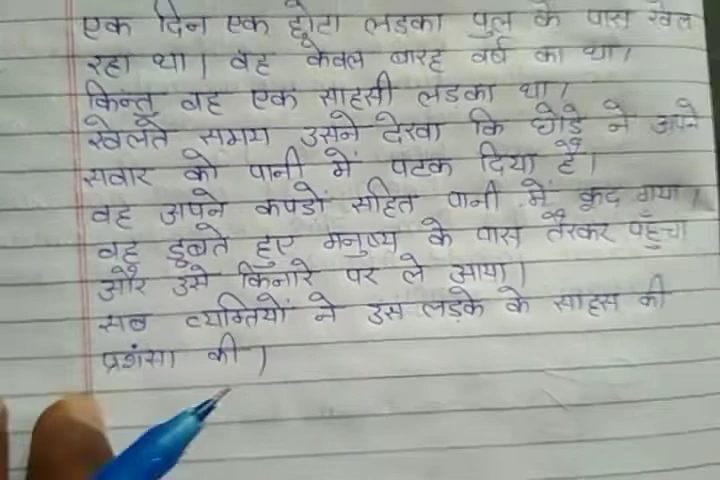 एक दिन एक छोटा लड़का पुल के पास खेल
रहा था। वह केवल बारह वर्ष का था।
किन्तु वह एक साहसी लड़का था।
खेलते समय उसने देखा कि घोड़े ने अपने
सवार को पानी में पटक दिया है।
वह अपने कपडों सहित पानी में कूद गया।
वह डुबते हुए मनुष्य के पास तैरकर पहुँचा
और उसे किनारे पर ले आया।
सब व्यक्तियों ने उस लड़के के साहस की
प्रशंसा की।